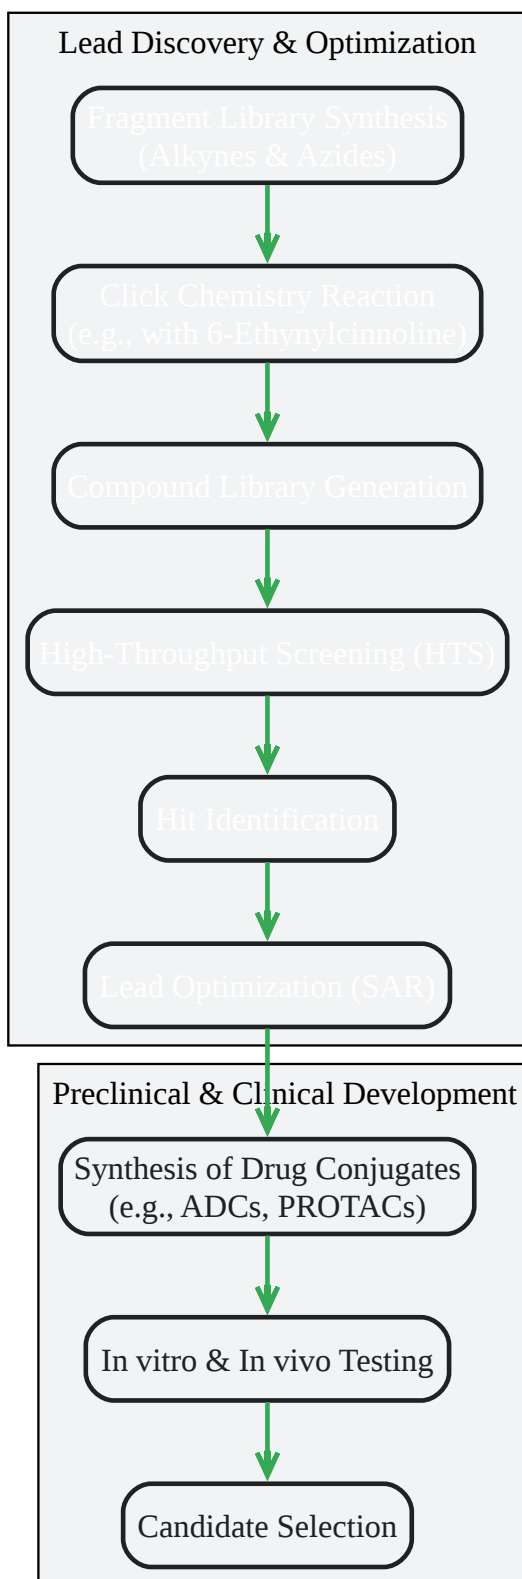 Lead Discovery & Optimization
Fragment Library Synthesis
(Alkynes & Azides)
Click Chemistry Reaction
(e.g., with 6-Ethynylcinnoline)
Compound Library Generation
High-Throughput Screening (HTS)
Hit Identification
Lead Optimization (SAR)
Preclinical & Clinical Development
Synthesis of Drug Conjugates
(e.g., ADCs, PROTACs)
In vitro & In vivo Testing
Candidate Selection